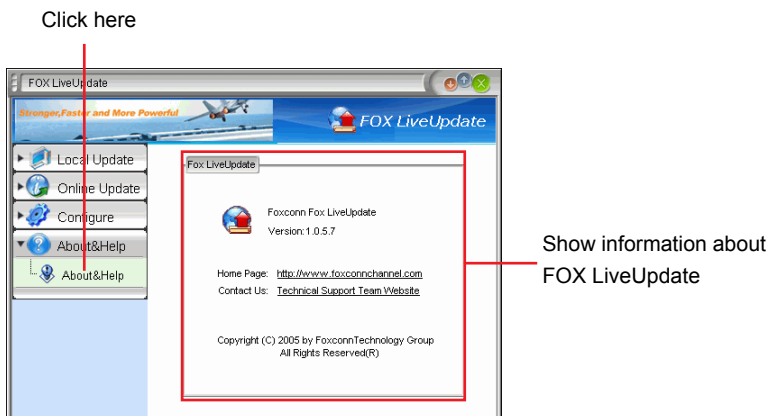 Click here
FOX LiveUpdate
Stronger,Faster and More Powerful
FOX LiveUpdate
Local Update
Online Update
Configure
About&Help
About&Help
Fox LiveUpdate
Foxconn Fox LiveUpdate
Version:1.0.5.7
Home Page: http://www.foxconnchannel.com
Contact Us: Technical Support Team Website
Copyright (C) 2005 by FoxconnTechnology Group
All Rights Reserved(R)
Show information about
FOX LiveUpdate